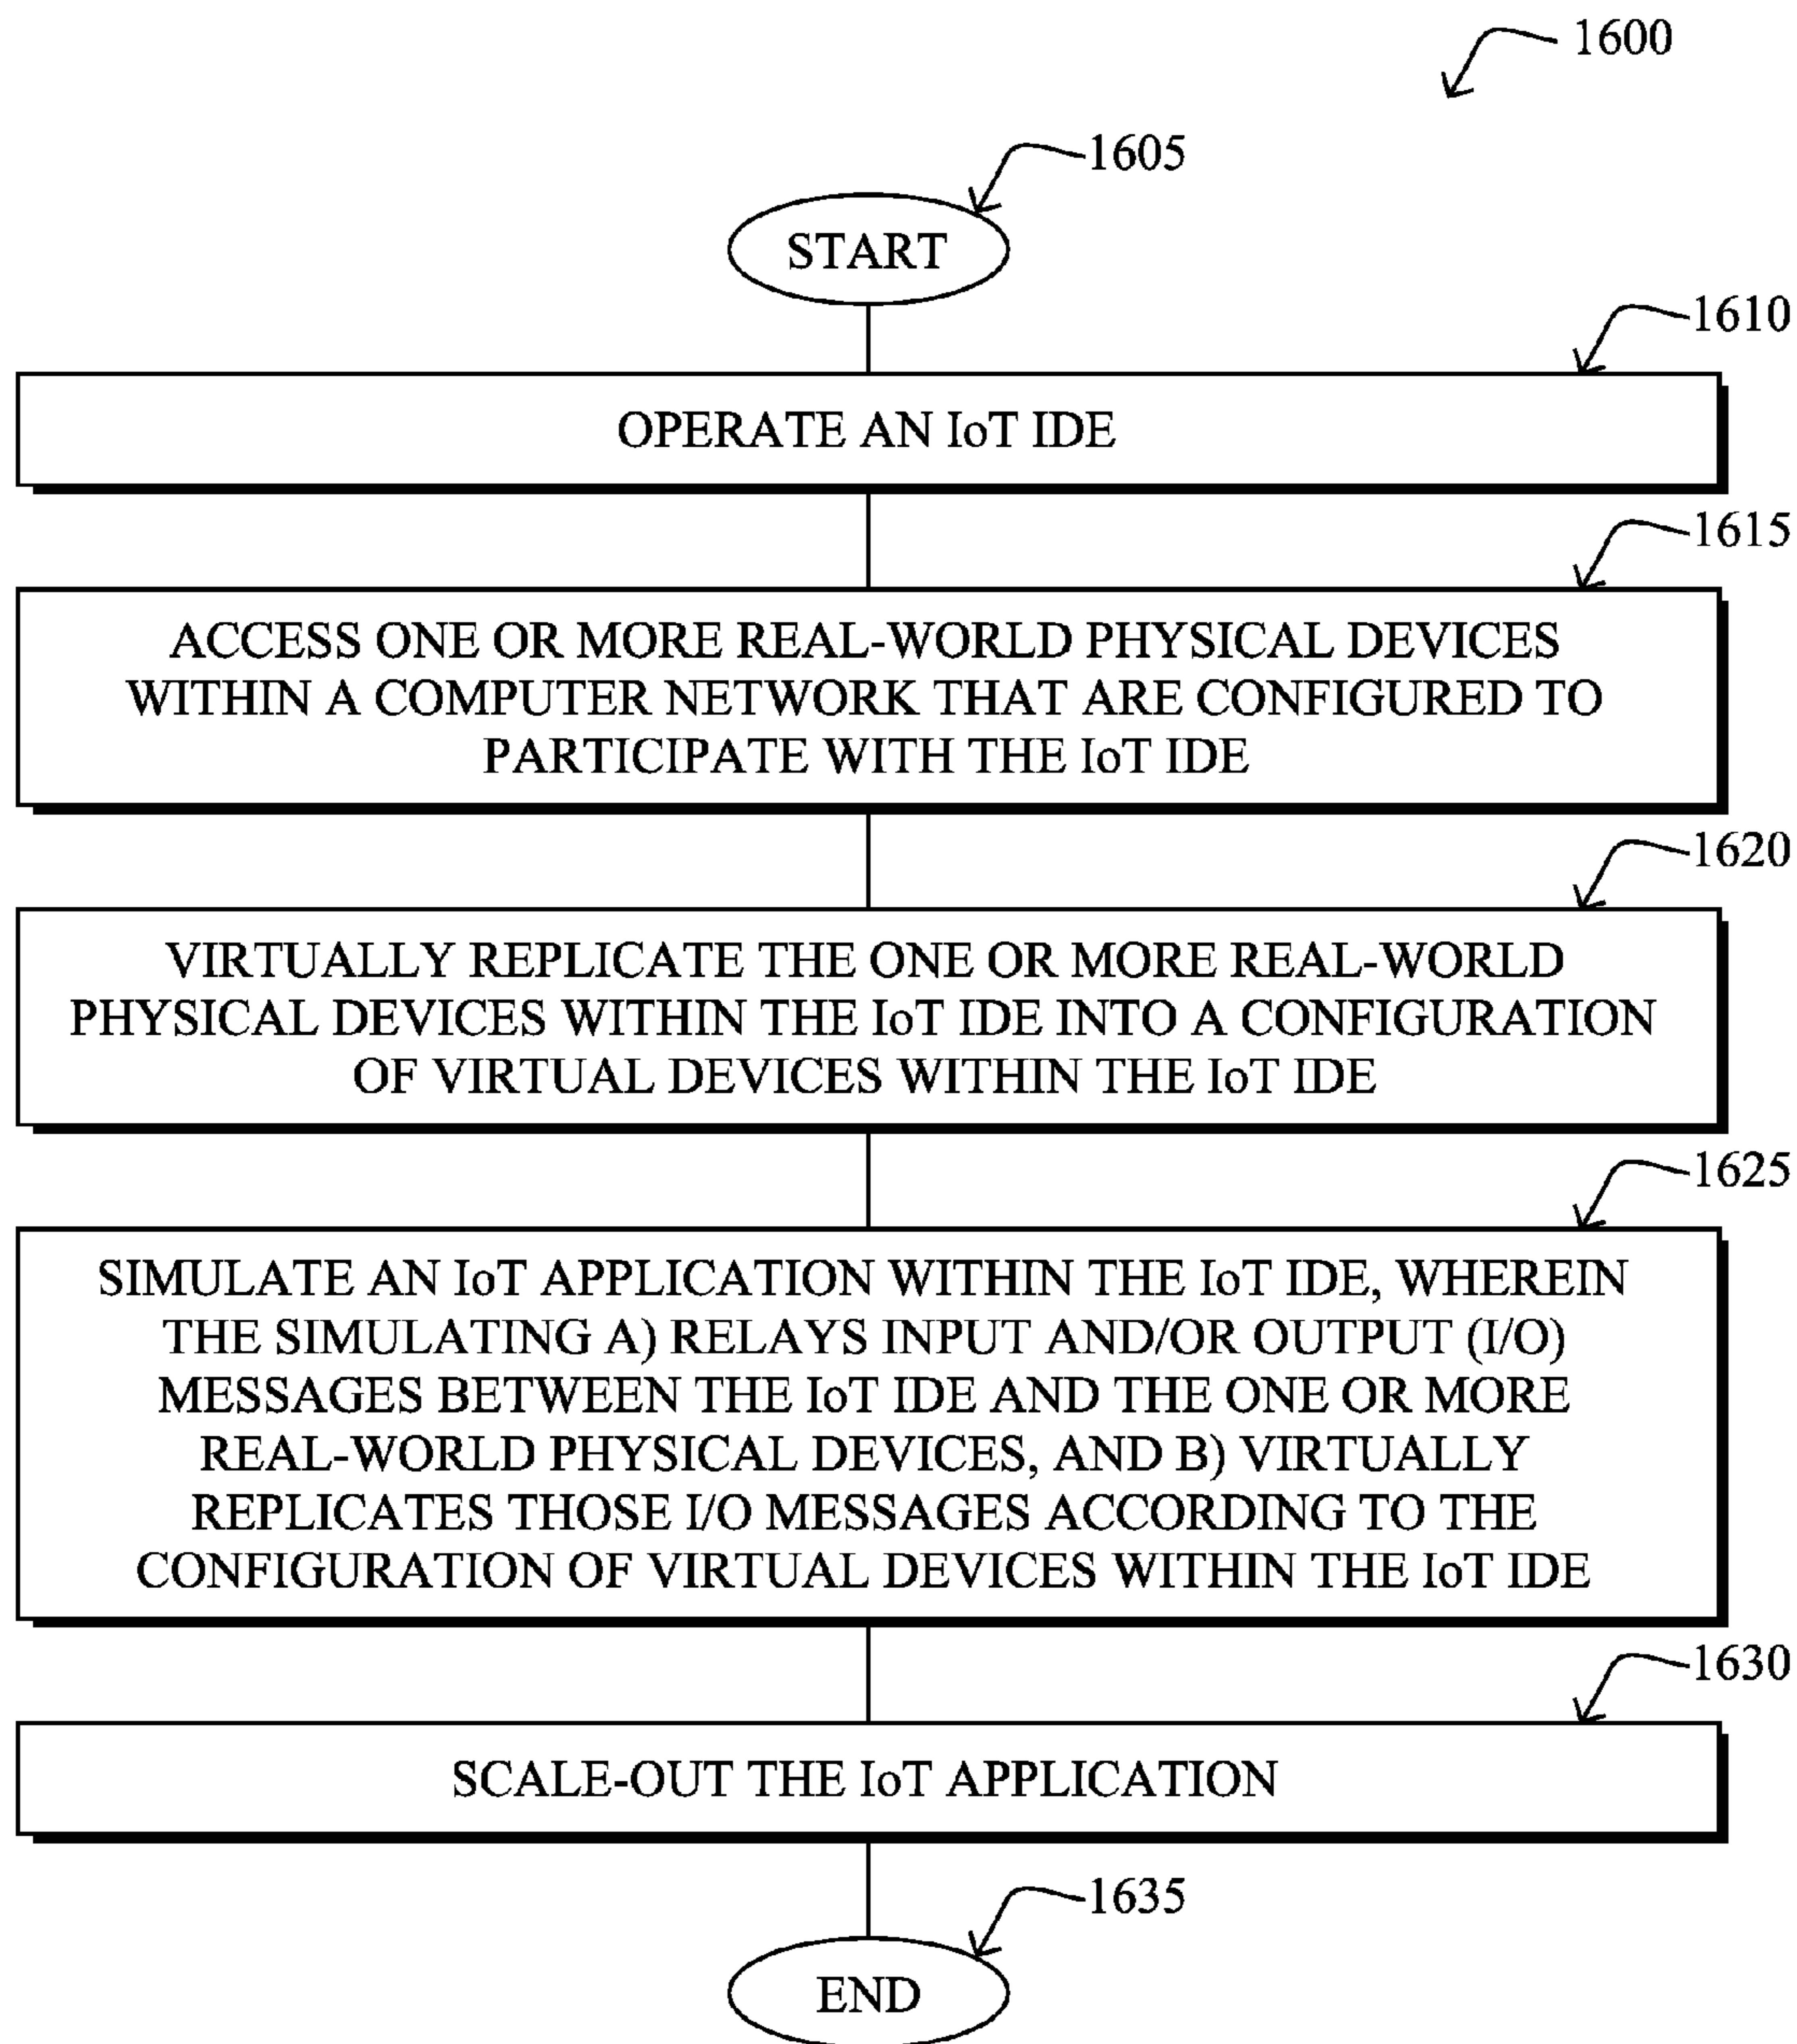 1600
1605
START
1610
OPERATE AN IoT IDE
1615
ACCESS ONE OR MORE REAL-WORLD PHYSICAL DEVICES
WITHIN A COMPUTER NETWORK THAT ARE CONFIGURED TO
PARTICIPATE WITH THE IoT IDE
1620
VIRTUALLY REPLICATE THE ONE OR MORE REAL-WORLD
PHYSICAL DEVICES WITHIN THE IoT IDE INTO A CONFIGURATION
OF VIRTUAL DEVICES WITHIN THE IoT IDE
1625
SIMULATE AN IoT APPLICATION WITHIN THE IoT IDE, WHEREIN
THE SIMULATING A) RELAYS INPUT AND/OR OUTPUT (I/O)
MESSAGES BETWEEN THE IoT IDE AND THE ONE OR MORE
REAL-WORLD PHYSICAL DEVICES, AND B) VIRTUALLY
REPLICATES THOSE I/O MESSAGES ACCORDING TO THE
CONFIGURATION OF VIRTUAL DEVICES WITHIN THE IoT IDE
1630
SCALE-OUT THE IoT APPLICATION
1635
END